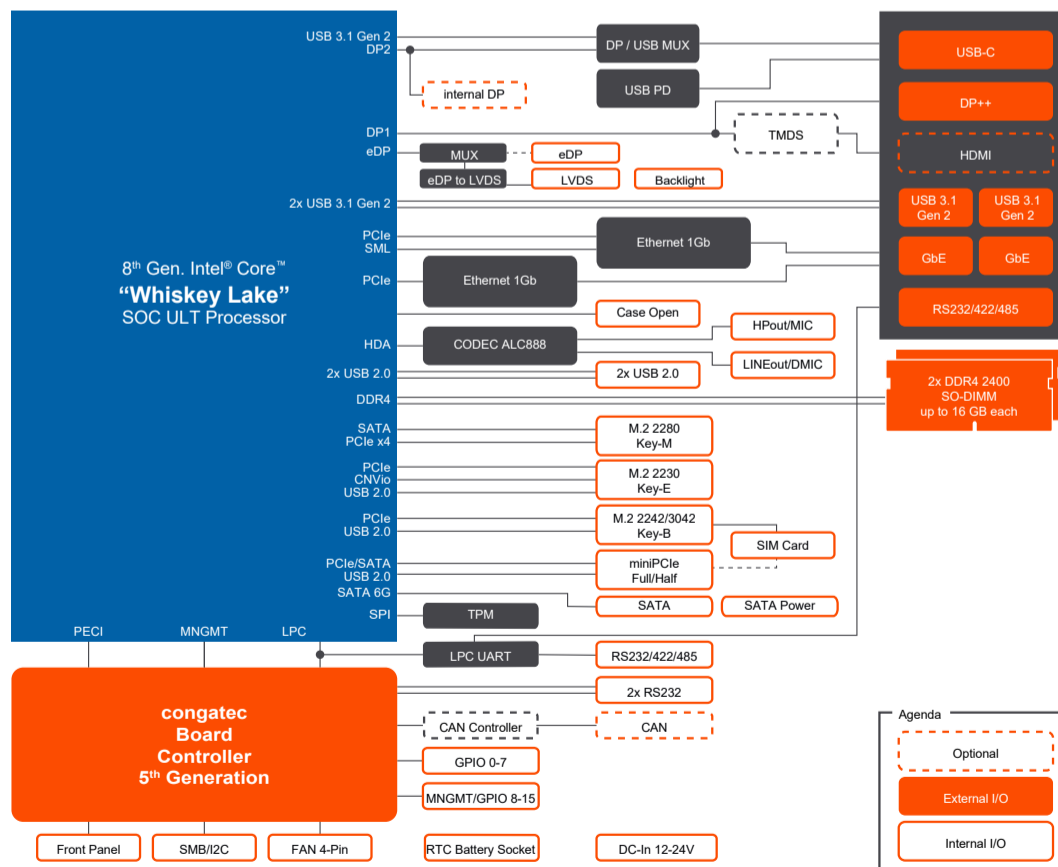 USB 3.1 Gen 2
DP2
DP / USB MUX
USB-C
internal DP
USB PD
DP++
DP1
TMDS
eDP
MUX
eDP
HDMI
eDP to LVDS
LVDS
Backlight
2x USB 3.1 Gen 2
USB 3.1
Gen 2
USB 3.1
Gen 2
PCIe
SML
Ethernet 1Gb
GbE
GbE
8th Gen. Intel® Core™
“Whiskey Lake”
SOC ULT Processor
PCIe
Ethernet 1Gb
Case Open
RS232/422/485
HPout/MIC
HDA
CODEC ALC888
LINEout/DMIC
2x USB 2.0
2x USB 2.0
2x DDR4 2400
SO-DIMM
up to 16 GB each
DDR4
SATA
PCIe x4
M.2 2280
Key-M
PCIe
CNVio
USB 2.0
M.2 2230
Key-E
PCIe
USB 2.0
M.2 2242/3042
Key-B
SIM Card
PCIe/SATA
USB 2.0
miniPCIe
Full/Half
SATA 6G
SATA
SATA Power
SPI
TPM
PECI
MNGMT
LPC
LPC UART
RS232/422/485
2x RS232
congatec
Board
Controller
5th Generation
CAN Controller
CAN
GPIO 0-7
MNGMT/GPIO 8-15
Front Panel
SMB/I2C
FAN 4-Pin
RTC Battery Socket
DC-In 12-24V
Agenda
Optional
External I/O
Internal I/O